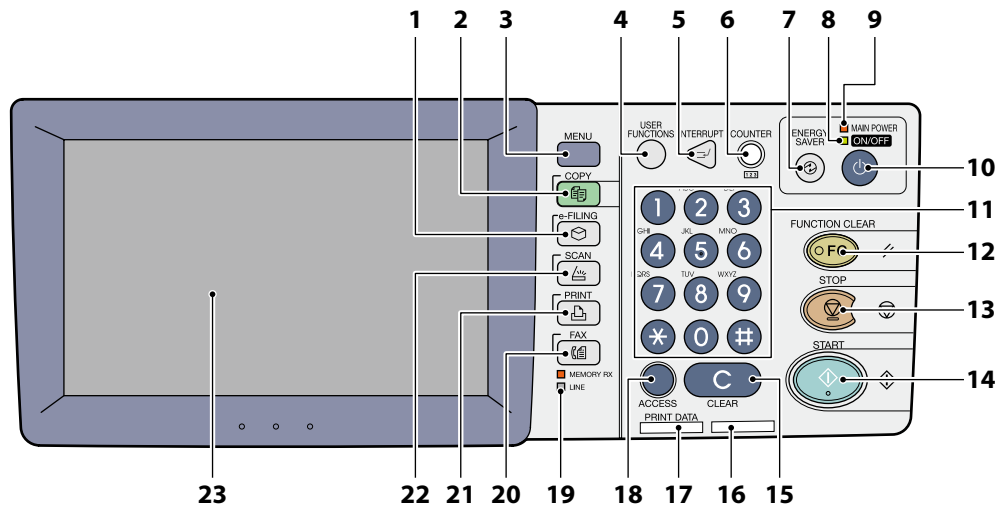 1 2 3 4 5 6 7 8 9
MENU
USER
FUNCTIONS
INTERRUPT
COUNTER
123
ENERGY
SAVER
MAIN POWER
ON/OFF
10
COPY
e-FILING
SCAN
PRINT
FAX
MEMORY RX
LINE
1 2 3
GHI JKL MNO
4 5 6
TUV WXYZ
7 8 9
* 0 #
11
FUNCTION CLEAR
FC
12
STOP
13
START
14
ACCESS
C
CLEAR
PRINT DATA
23 22 21 20 19 18 17 16 15